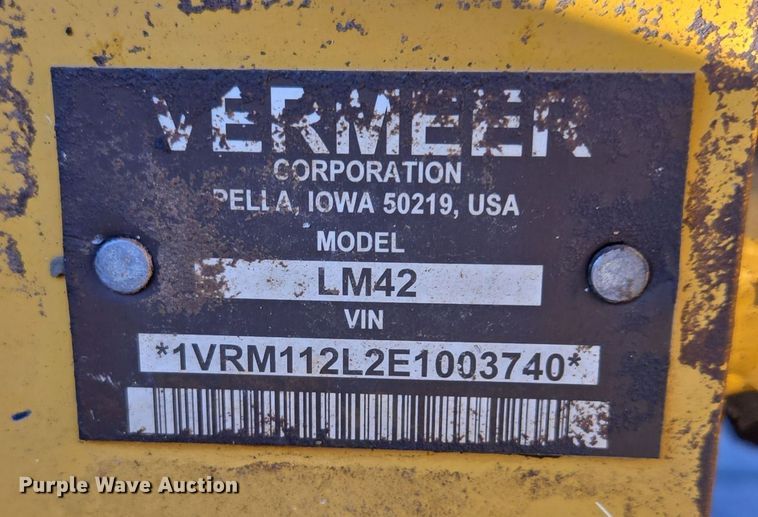 VERMEER
CORPORATION
PELLA, IOWA 50219, USA
MODEL
LM42
VIN
*1VRM112L2E1003740*
Purple Wave Auction